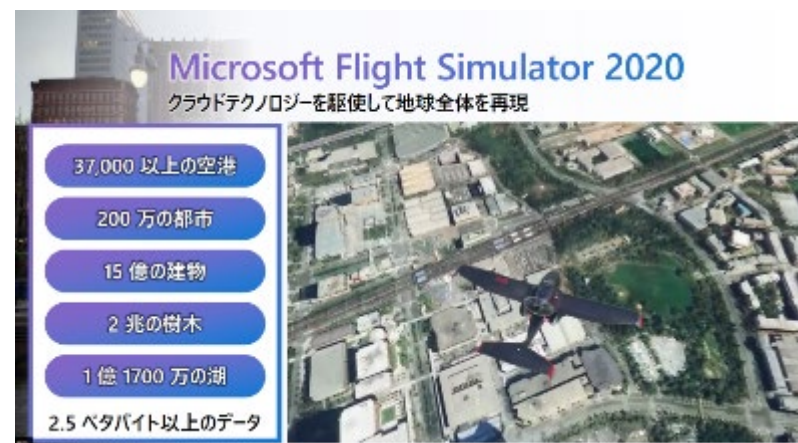 Microsoft Flight Simulator 2020
クラウドテクノロジーを駆使して地球全体を再現
37,000 以上の空港
200 万の都市
15 億の建物
2 兆の樹木
1 億 1700 万の湖
2.5 ペタバイト以上のデータ